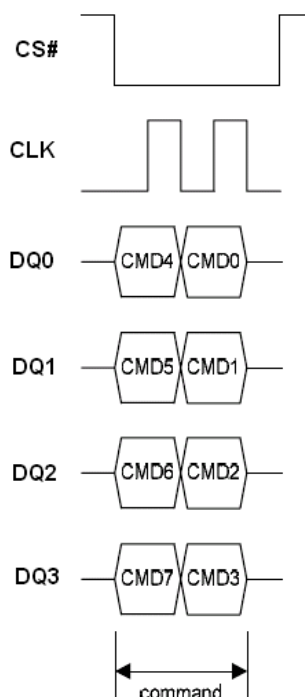 CS#
CLK
DQ0 CMD4 CMD0
DQ1 CMD5 CMD1
DQ2 CMD6 CMD2
DQ3 CMD7 CMD3
command